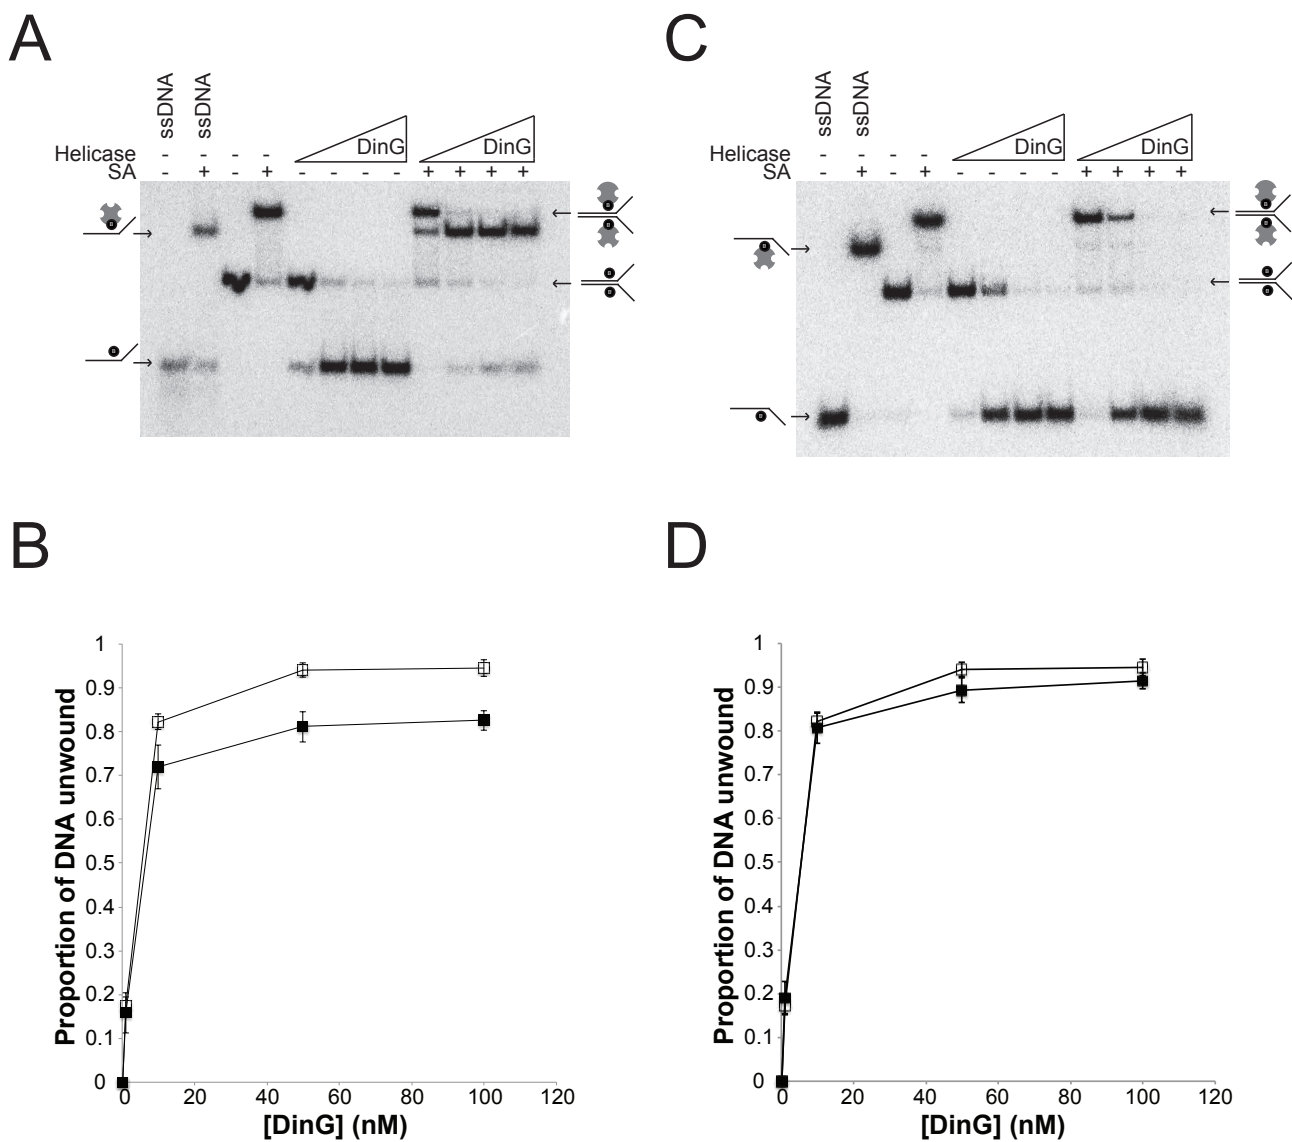 A
ssDNA ssDNA
DinG DinG
Helicase - - - -
SA - + - + - - - - + + + +
C
ssDNA ssDNA
DinG DinG
Helicase - - - -
SA - + - + - - - - + + + +
B
Proportion of DNA unwound
1
0.9
0.8
0.7
0.6
0.5
0.4
0.3
0.2
0.1
0
0 20 40 60 80 100 120
[DinG] (nM)
D
Proportion of DNA unwound
1
0.9
0.8
0.7
0.6
0.5
0.4
0.3
0.2
0.1
0
0 20 40 60 80 100 120
[DinG] (nM)